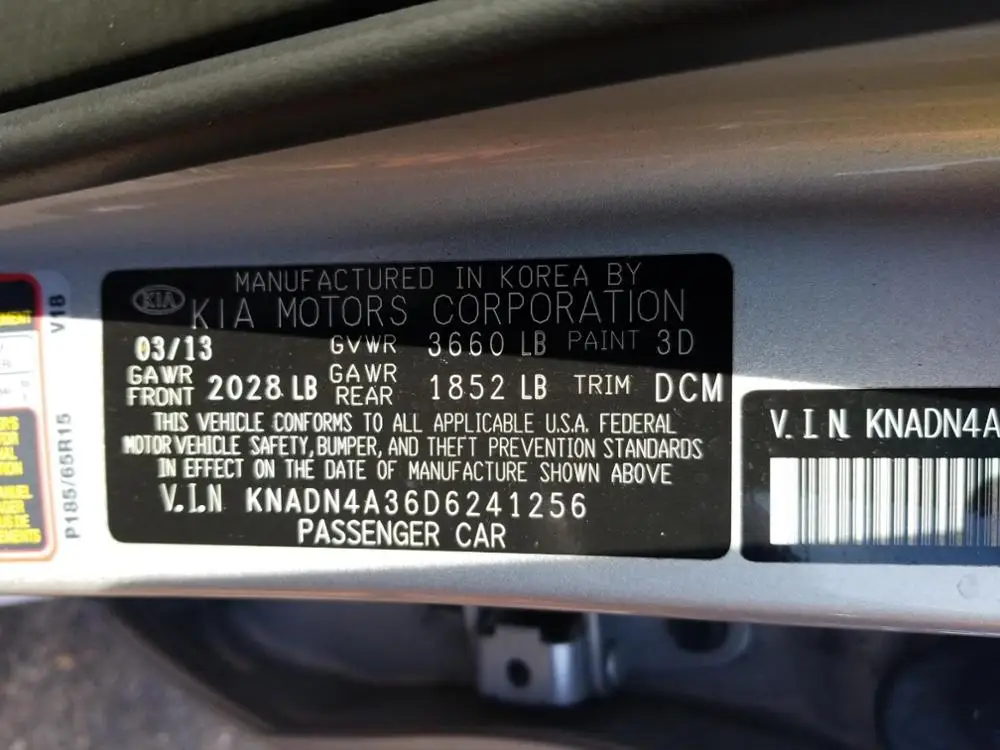 MANUFACTURED IN KOREA BY
KIA KIA MOTORS CORPORATION
03/13 GVWR 3660 LB PAINT 3D
GAWR FRONT 2028 LB GAWR REAR 1852 LB TRIM DCM
THIS VEHICLE CONFORMS TO ALL APPLICABLE U.S.A. FEDERAL
MOTOR VEHICLE SAFETY, BUMPER, AND THEFT PREVENTION STANDARDS
IN EFFECT ON THE DATE OF MANUFACTURE SHOWN ABOVE
V.I.N KNADN4A36D6241256
PASSENGER CAR
V.I.N. KNADN4A
P185/65R15 V18